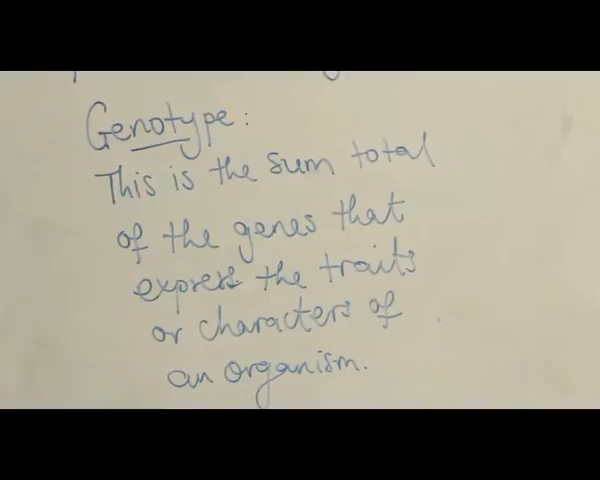 Genotype:
This is the sum total
of the genes that
express the traits
or characters of
an organism.